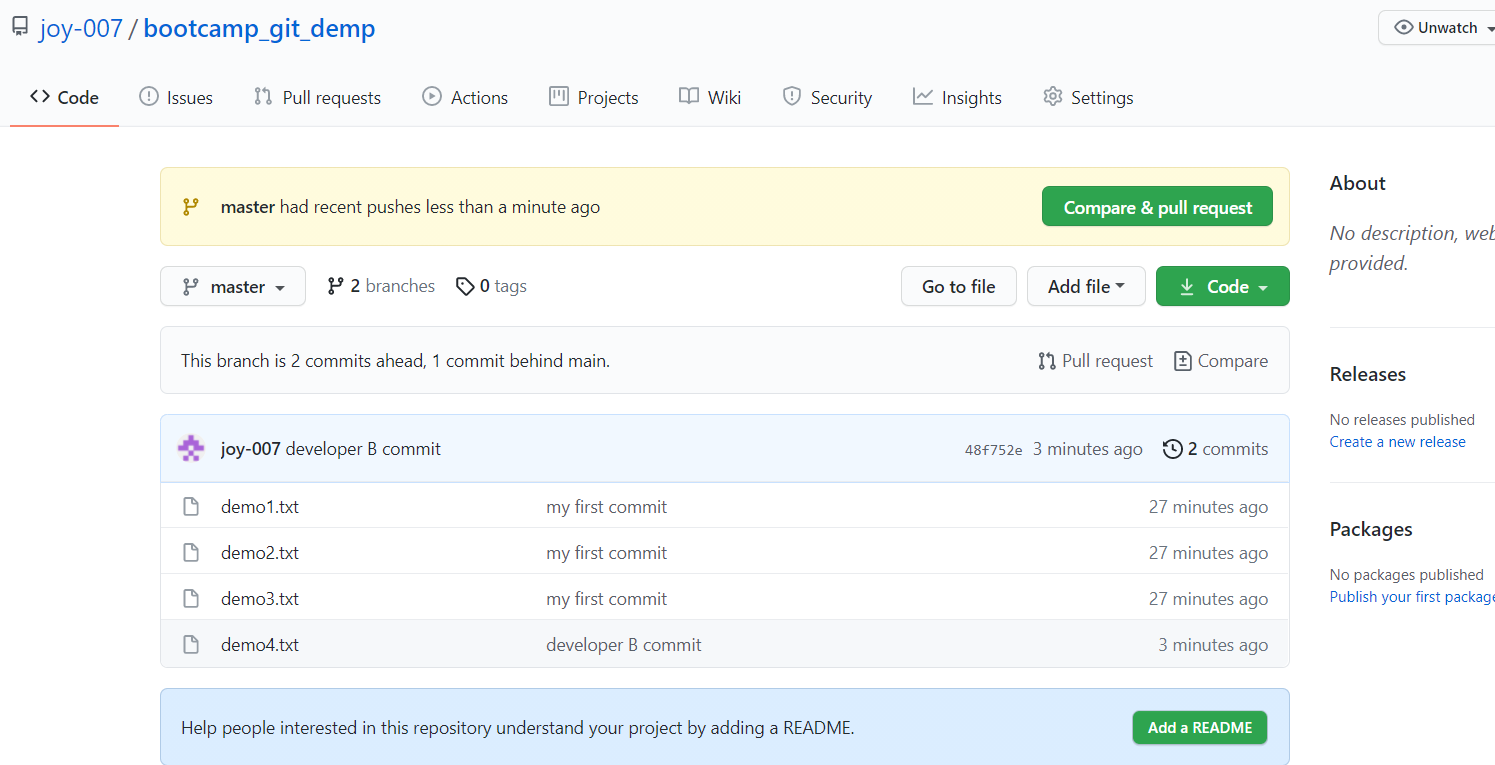 joy-007 / bootcamp_git_demp
Unwatch
Code Issues Pull requests Actions Projects Wiki Security Insights Settings
master had recent pushes less than a minute ago
Compare & pull request
master 2 branches 0 tags
Go to file Add file Code
This branch is 2 commits ahead, 1 commit behind main.
Pull request Compare
joy-007 developer B commit 48f752e 3 minutes ago 2 commits
demo1.txt my first commit 27 minutes ago
demo2.txt my first commit 27 minutes ago
demo3.txt my first commit 27 minutes ago
demo4.txt developer B commit 3 minutes ago
Help people interested in this repository understand your project by adding a README.
Add a README
About
No description,
provided.
Releases
No releases published
Create a new release
Packages
No packages published
Publish your first package